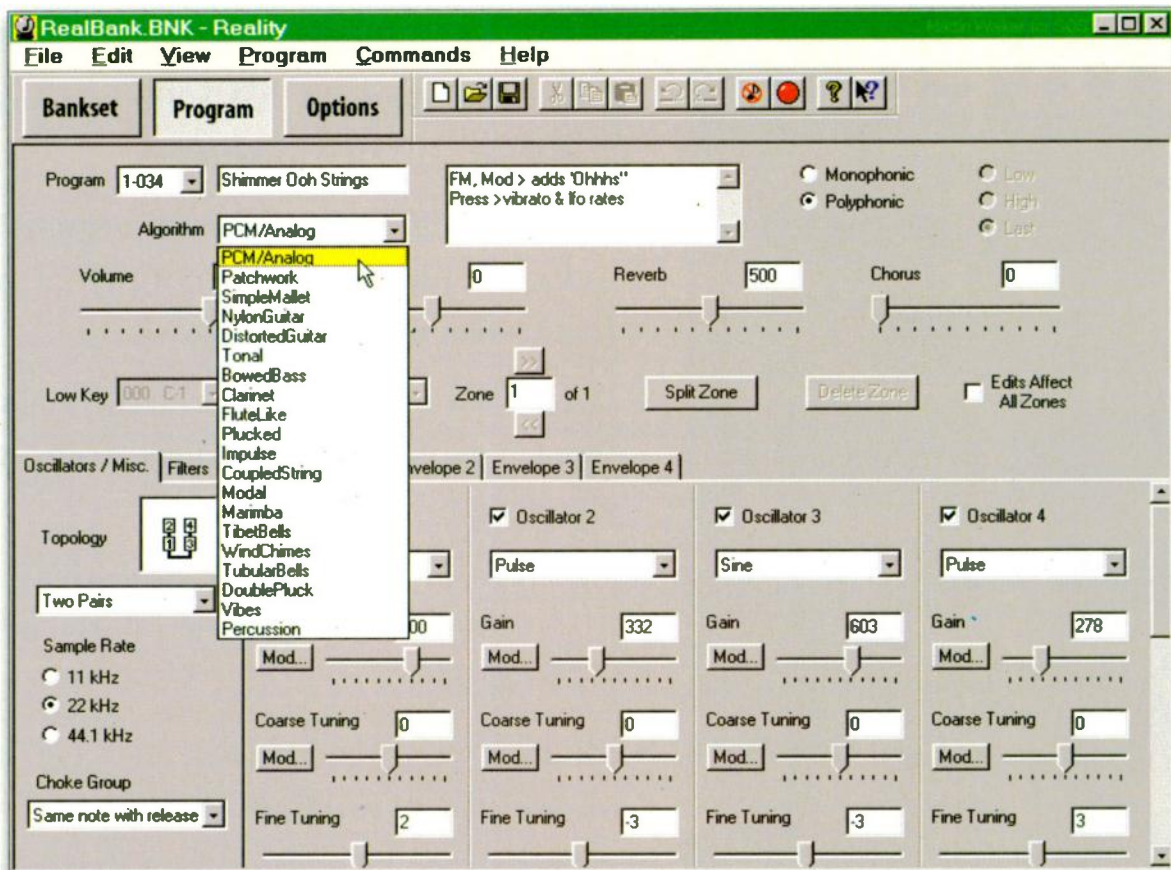 RealBank.BNK - Reality
File Edit View Program Commands Help
Bankset Program Options
Program 1-034 Shimmer Ooh Strings
FM, Mod > adds 'Ohhhs"
Press >vibrato & lfo rates
Monophonic
Polyphonic
Low
High
Last
Algorithm PCM/Analog
PCM/Analog
Patchwork
SimpleMallet
NylonGuitar
DistortedGuitar
Tonal
BowedBass
Clarinet
FluteLike
Plucked
Impulse
CoupledString
Modal
Marimba
TibetBells
WindChimes
TubularBells
DoublePluck
Vibes
Percussion
Volume 0 Reverb 500 Chorus 0
Low Key 000 C-1 Zone 1 of 1 Split Zone Delete Zone Edits Affect
All Zones
>>
<<
Oscillators / Misc. Filters Envelope 3 Envelope 4
Topology
2 4
1 3
Two Pairs
Sample Rate
11 kHz
22 kHz
44.1 kHz
Choke Group
Same note with release
Oscillator 2 Oscillator 3 Oscillator 4
Pulse Sine Pulse
Gain 332 Gain 603 Gain 278
Mod... Mod... Mod... Mod...
Coarse Tuning 0 Coarse Tuning 0 Coarse Tuning 0 Coarse Tuning 0
Mod... Mod... Mod... Mod...
Fine Tuning 2 Fine Tuning -3 Fine Tuning -3 Fine Tuning 3